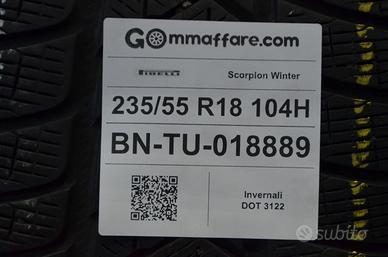 GOmmaffare.com
PIRELLI
Scorpion Winter
235/55 R18 104H
BN-TU-018889
Invernali
DOT 3122
subito